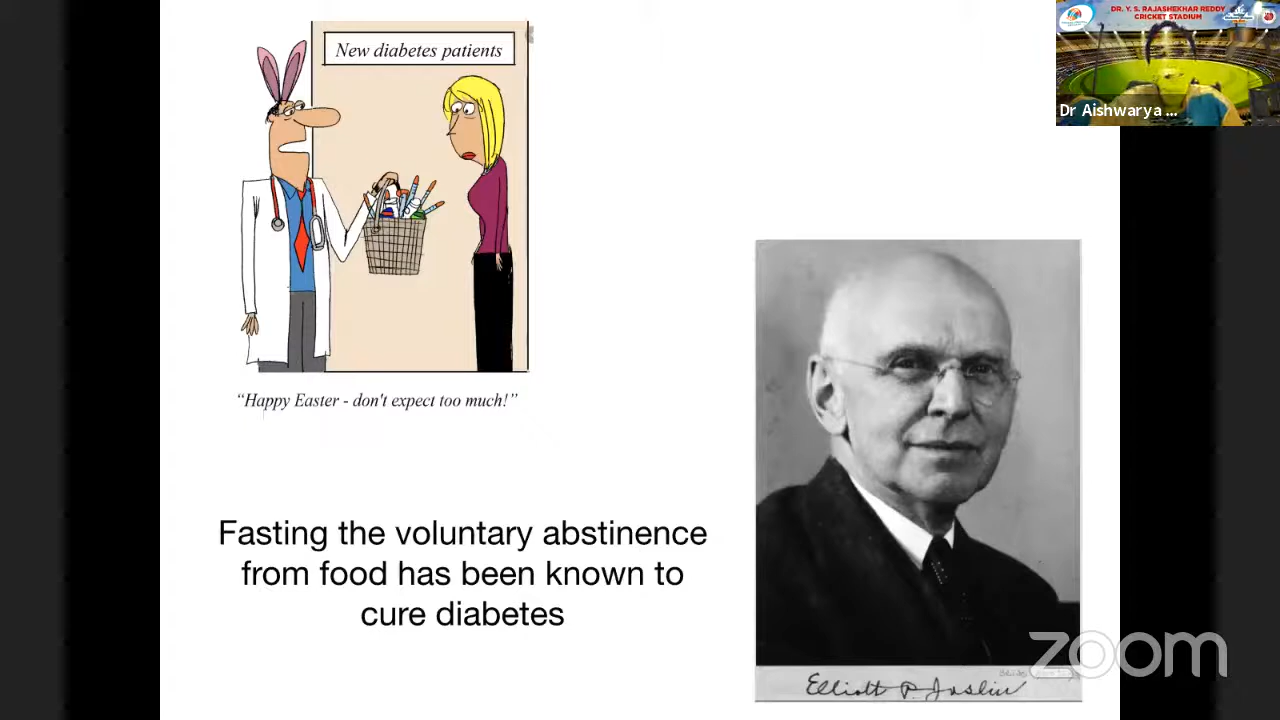 New diabetes patients
“Happy Easter - don't expect too much!”
Fasting the voluntary abstinence
from food has been known to
cure diabetes
Elliott P. Joslin
DR. Y. S. RAJASHEKHAR REDDY
CRICKET STADIUM
Dr Aishwarya ...
zoom